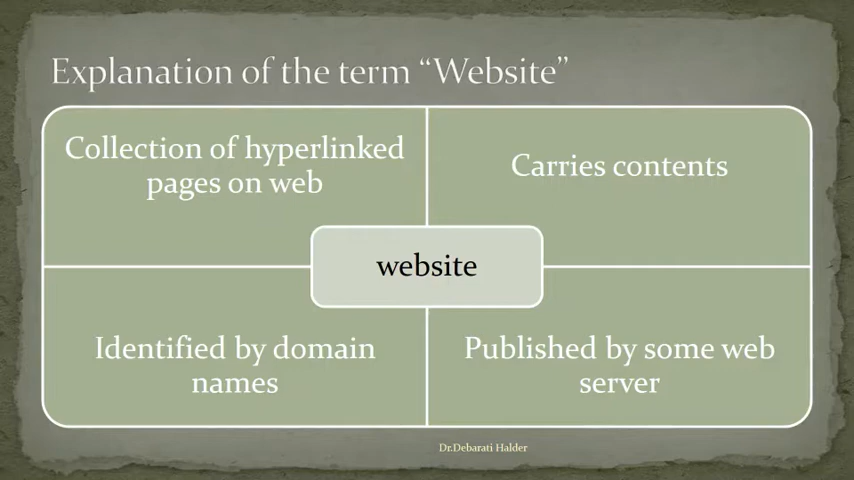 Explanation of the term “Website”
Collection of hyperlinked
pages on web
Carries contents
website
Identified by domain
names
Published by some web
server
Dr.Debarati Halder